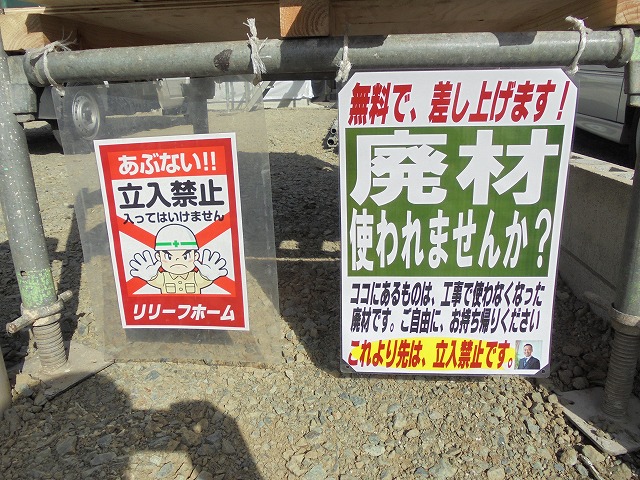 あぶない!!
立入禁止
入ってはいけません
リリーフホーム
無料で、差し上げます!
廃材
使われませんか?
ココにあるものは、工事で使わなくなった
廃材です。ご自由に、お持ち帰りください
これより先は、立入禁止です。